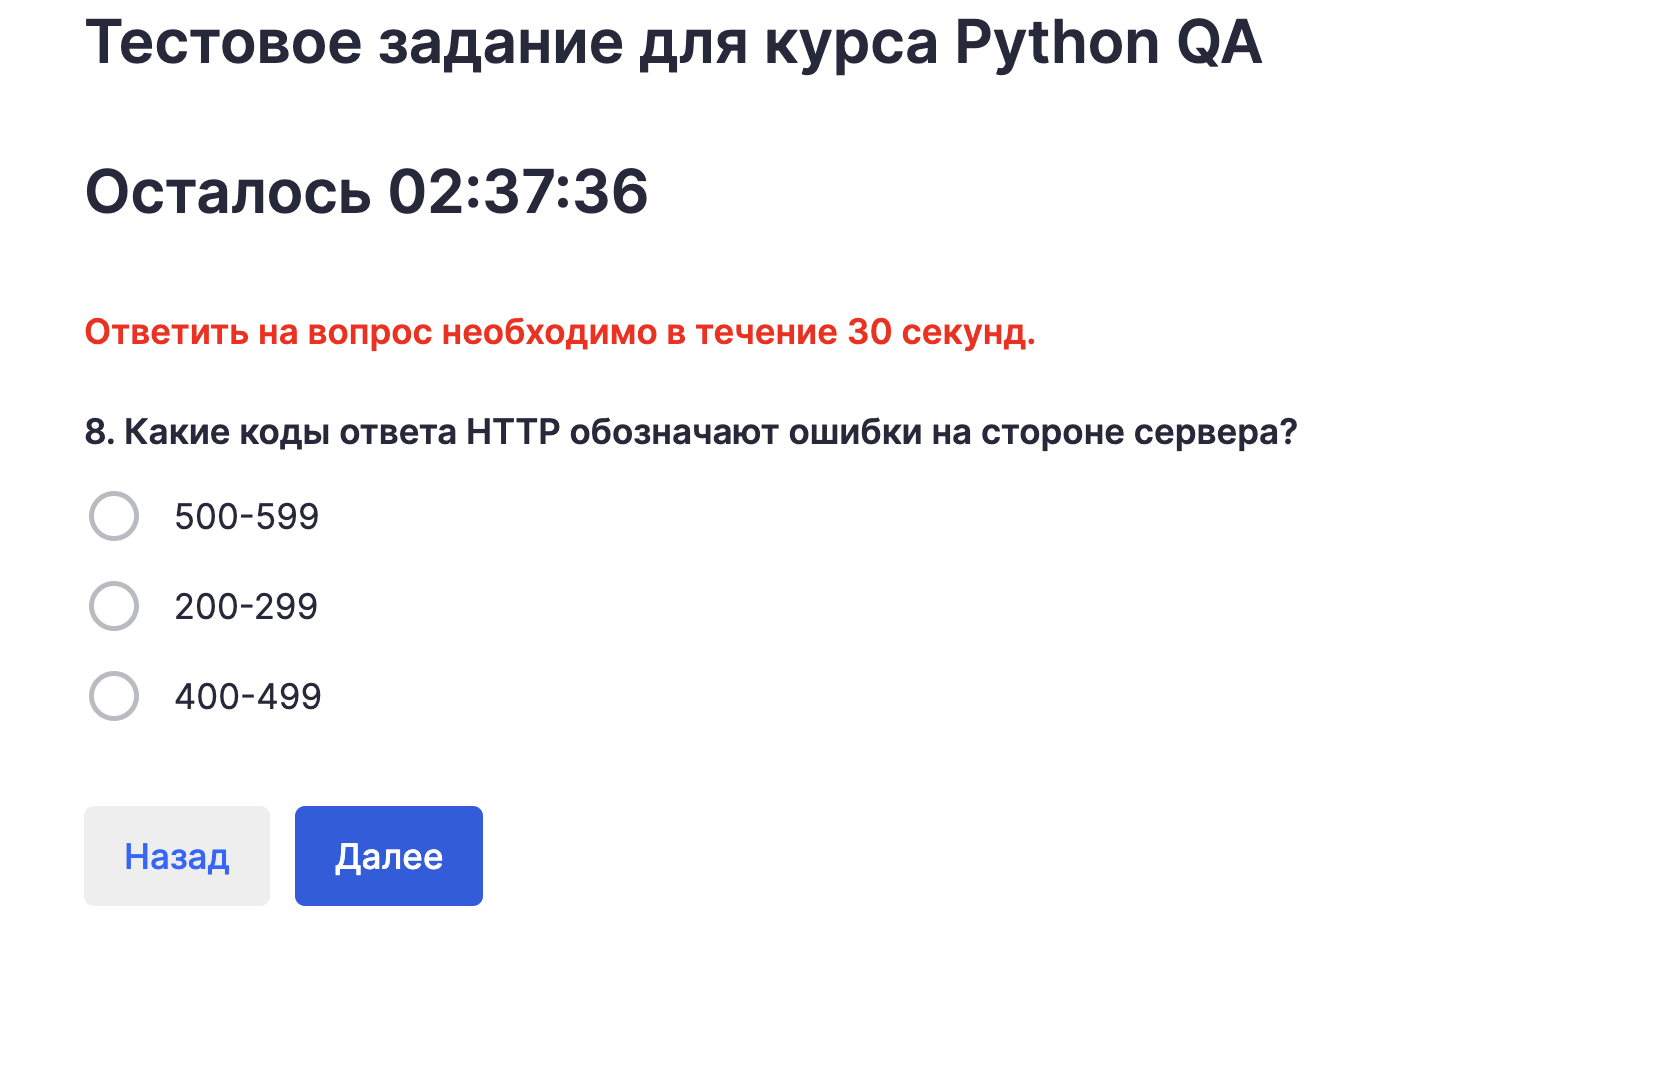 Тестовое задание для курса Python QA
Осталось 02:37:36
Ответить на вопрос необходимо в течение 30 секунд.
8. Какие коды ответа HTTP обозначают ошибки на стороне сервера?
500-599
200-299
400-499
Назад Далее